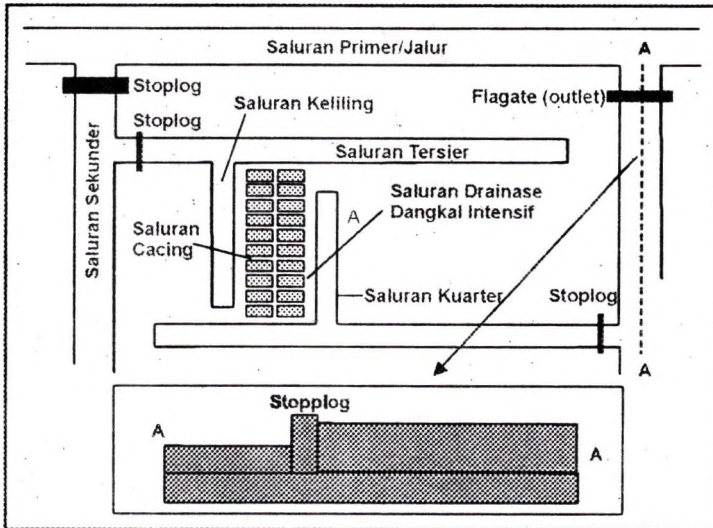 Saluran Primer/Jalur
A
Stoplog
Flagate (outlet)
Saluran Keliling
Stoplog
Saluran Tersier
Saluran Sekunder
Saluran Drainase
Dangkal Intensif
A
Saluran
Cacing
Saluran Kuarter
Stoplog
A
Stopplog
A
A